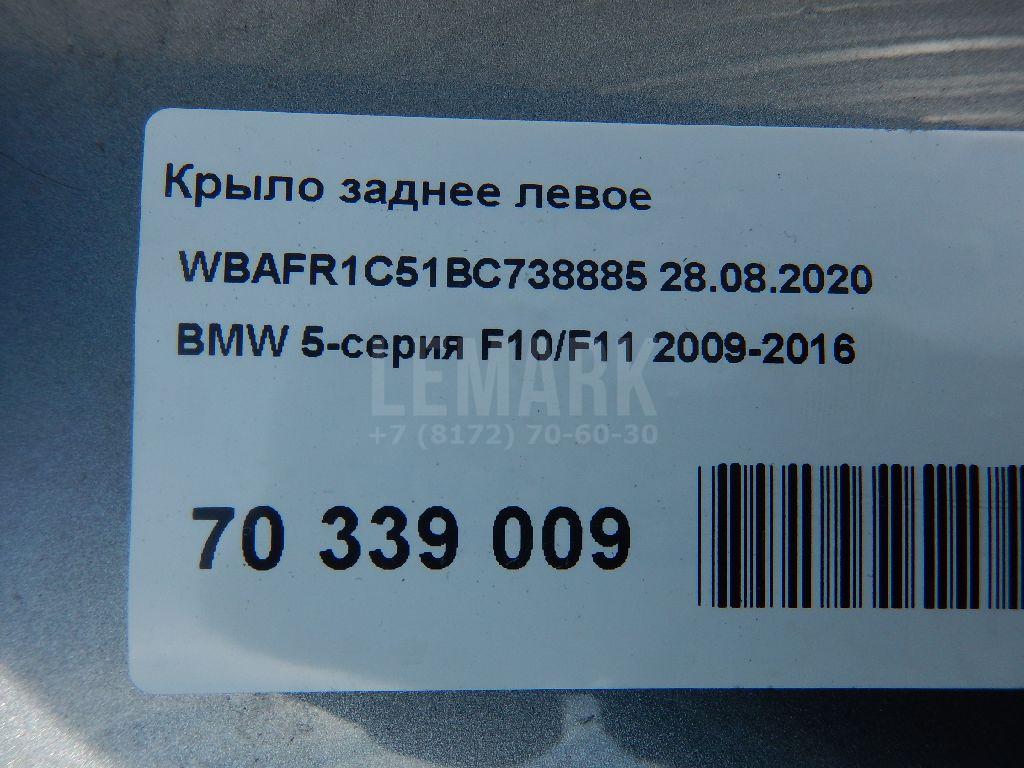 Крыло заднее левое
WBAFR1C51BC738885 28.08.2020
BMW 5-серия F10/F11 2009-2016
LEMARK
+7 (8172) 70-60-30
70 339 009